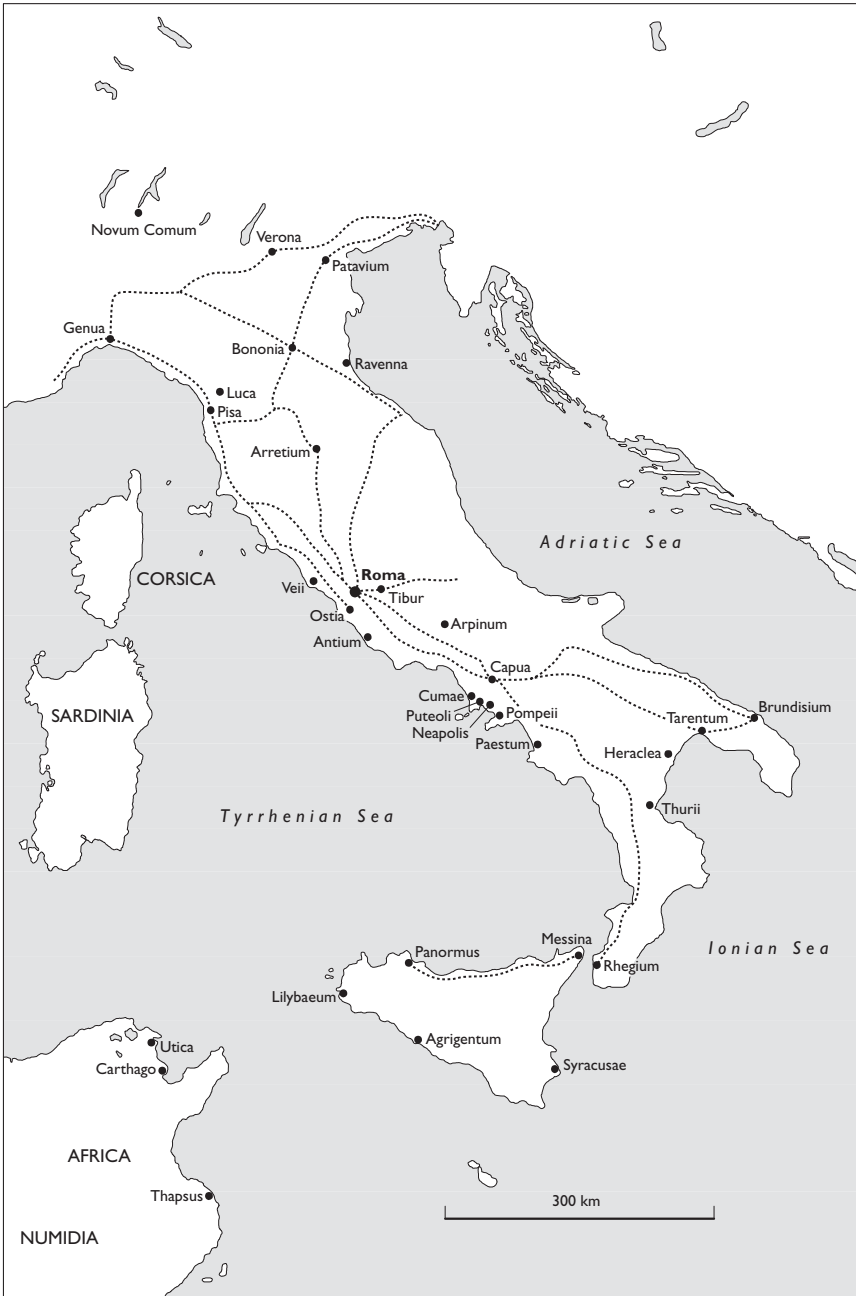 Novum Comum
Verona
Patavium
Genua
Bononia
Ravenna
Luca
Pisa
Arretium
Adriatic Sea
CORSICA
Roma
Veii
Tibur
Ostia
Arpinum
Antium
Capua
SARDINIA
Cumae
Puteoli
Neapolis
Pompeii
Paestum
Brundisium
Tarentum
Heraclea
Thurii
Tyrrhenian Sea
Messina
Ionian Sea
Panormus
Rhegium
Lilybaeum
Agrigentum
Utica
Carthago
Syracusae
AFRICA
Thapsus
300 km
NUMIDIA